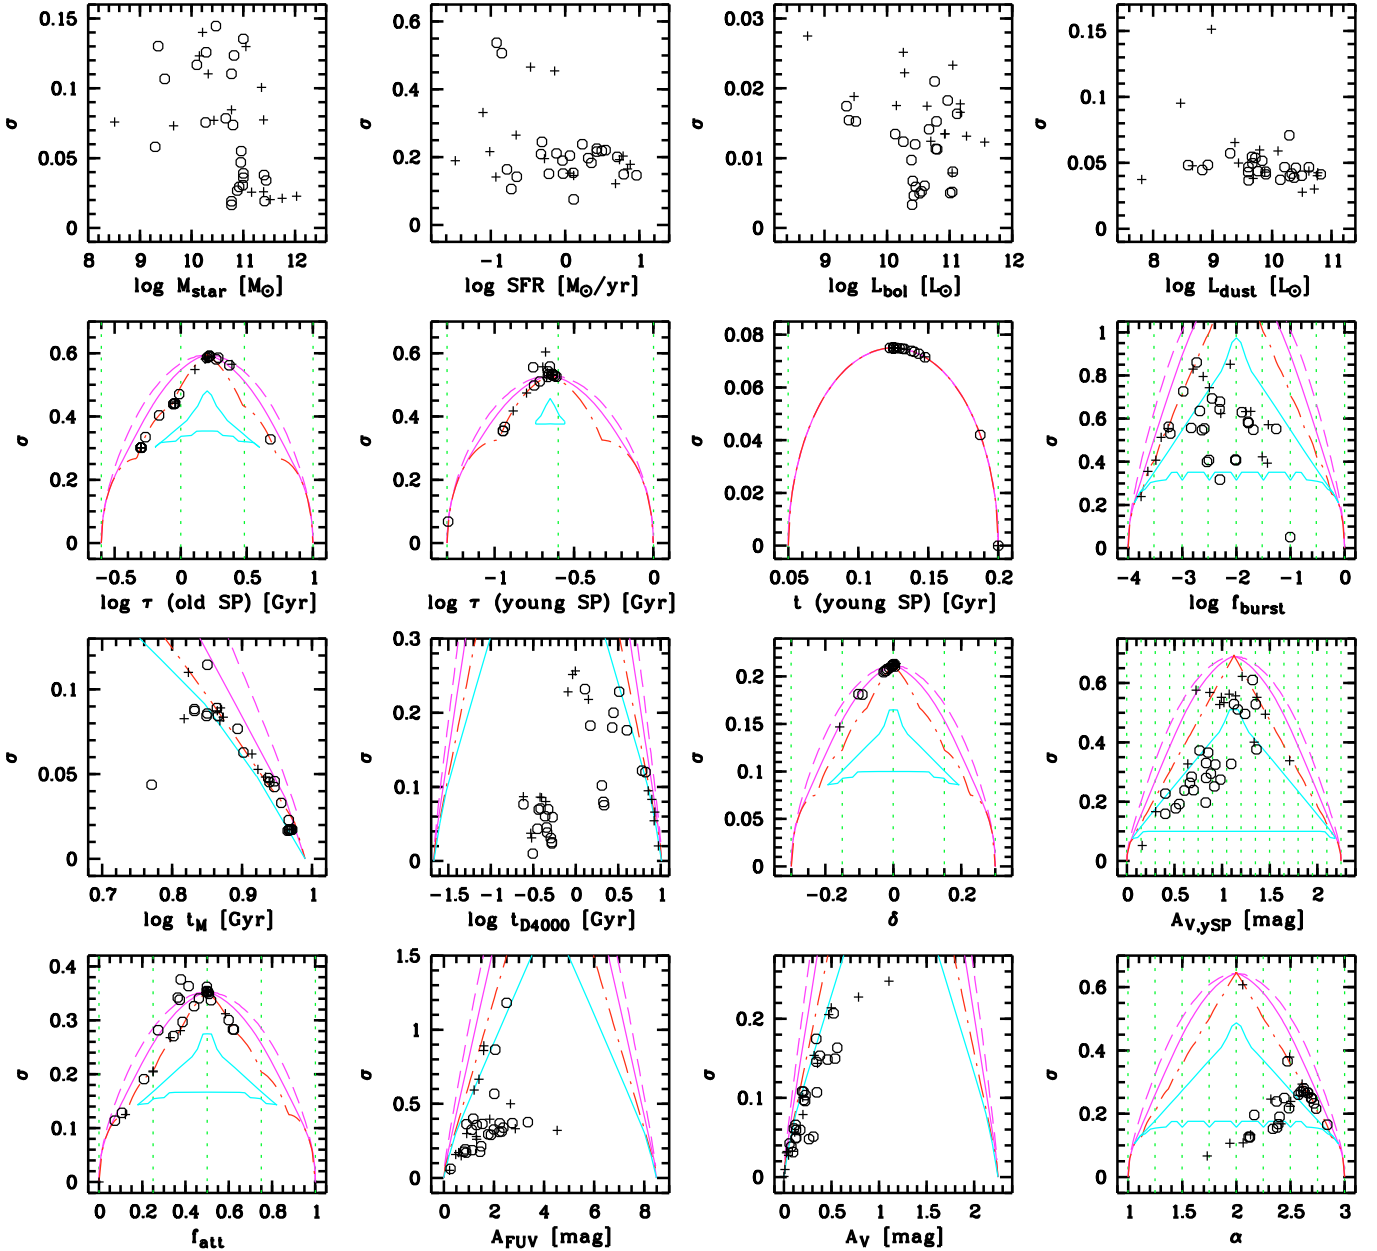 0.15
0.1
0.05
0
σ
8 9 10 11 12
log M_star [M⊙]
0.6
0.4
0.2
0
σ
−1 0 1
log SFR [M⊙/yr]
0.03
0.02
0.01
0
σ
9 10 11 12
log L_bol [L⊙]
0.15
0.1
0.05
0
σ
8 9 10 11
log L_dust [L⊙]
0.6
0.4
0.2
0
σ
−0.5 0 0.5 1
log τ (old SP) [Gyr]
0.6
0.4
0.2
0
σ
−1 −0.5 0
log τ (young SP) [Gyr]
0.08
0.06
0.04
0.02
0
σ
0.05 0.1 0.15 0.2
t (young SP) [Gyr]
1
0.8
0.6
0.4
0.2
0
σ
−4 −3 −2 −1 0
log f_burst
0.1
0.05
0
σ
0.7 0.8 0.9 1
log t_M [Gyr]
0.3
0.2
0.1
0
σ
−1.5 −1 −0.5 0 0.5 1
log t_D4000 [Gyr]
0.2
0.15
0.1
0.05
0
σ
−0.2 0 0.2
δ
0.6
0.4
0.2
0
σ
0 0.5 1 1.5 2
A_V,ySP [mag]
0.4
0.3
0.2
0.1
0
σ
0 0.2 0.4 0.6 0.8 1
f_att
1.5
1
0.5
0
σ
0 2 4 6 8
A_FUV [mag]
0.2
0.1
0
σ
0 0.5 1 1.5 2
A_V [mag]
0.6
0.4
0.2
0
σ
1 1.5 2 2.5 3
α